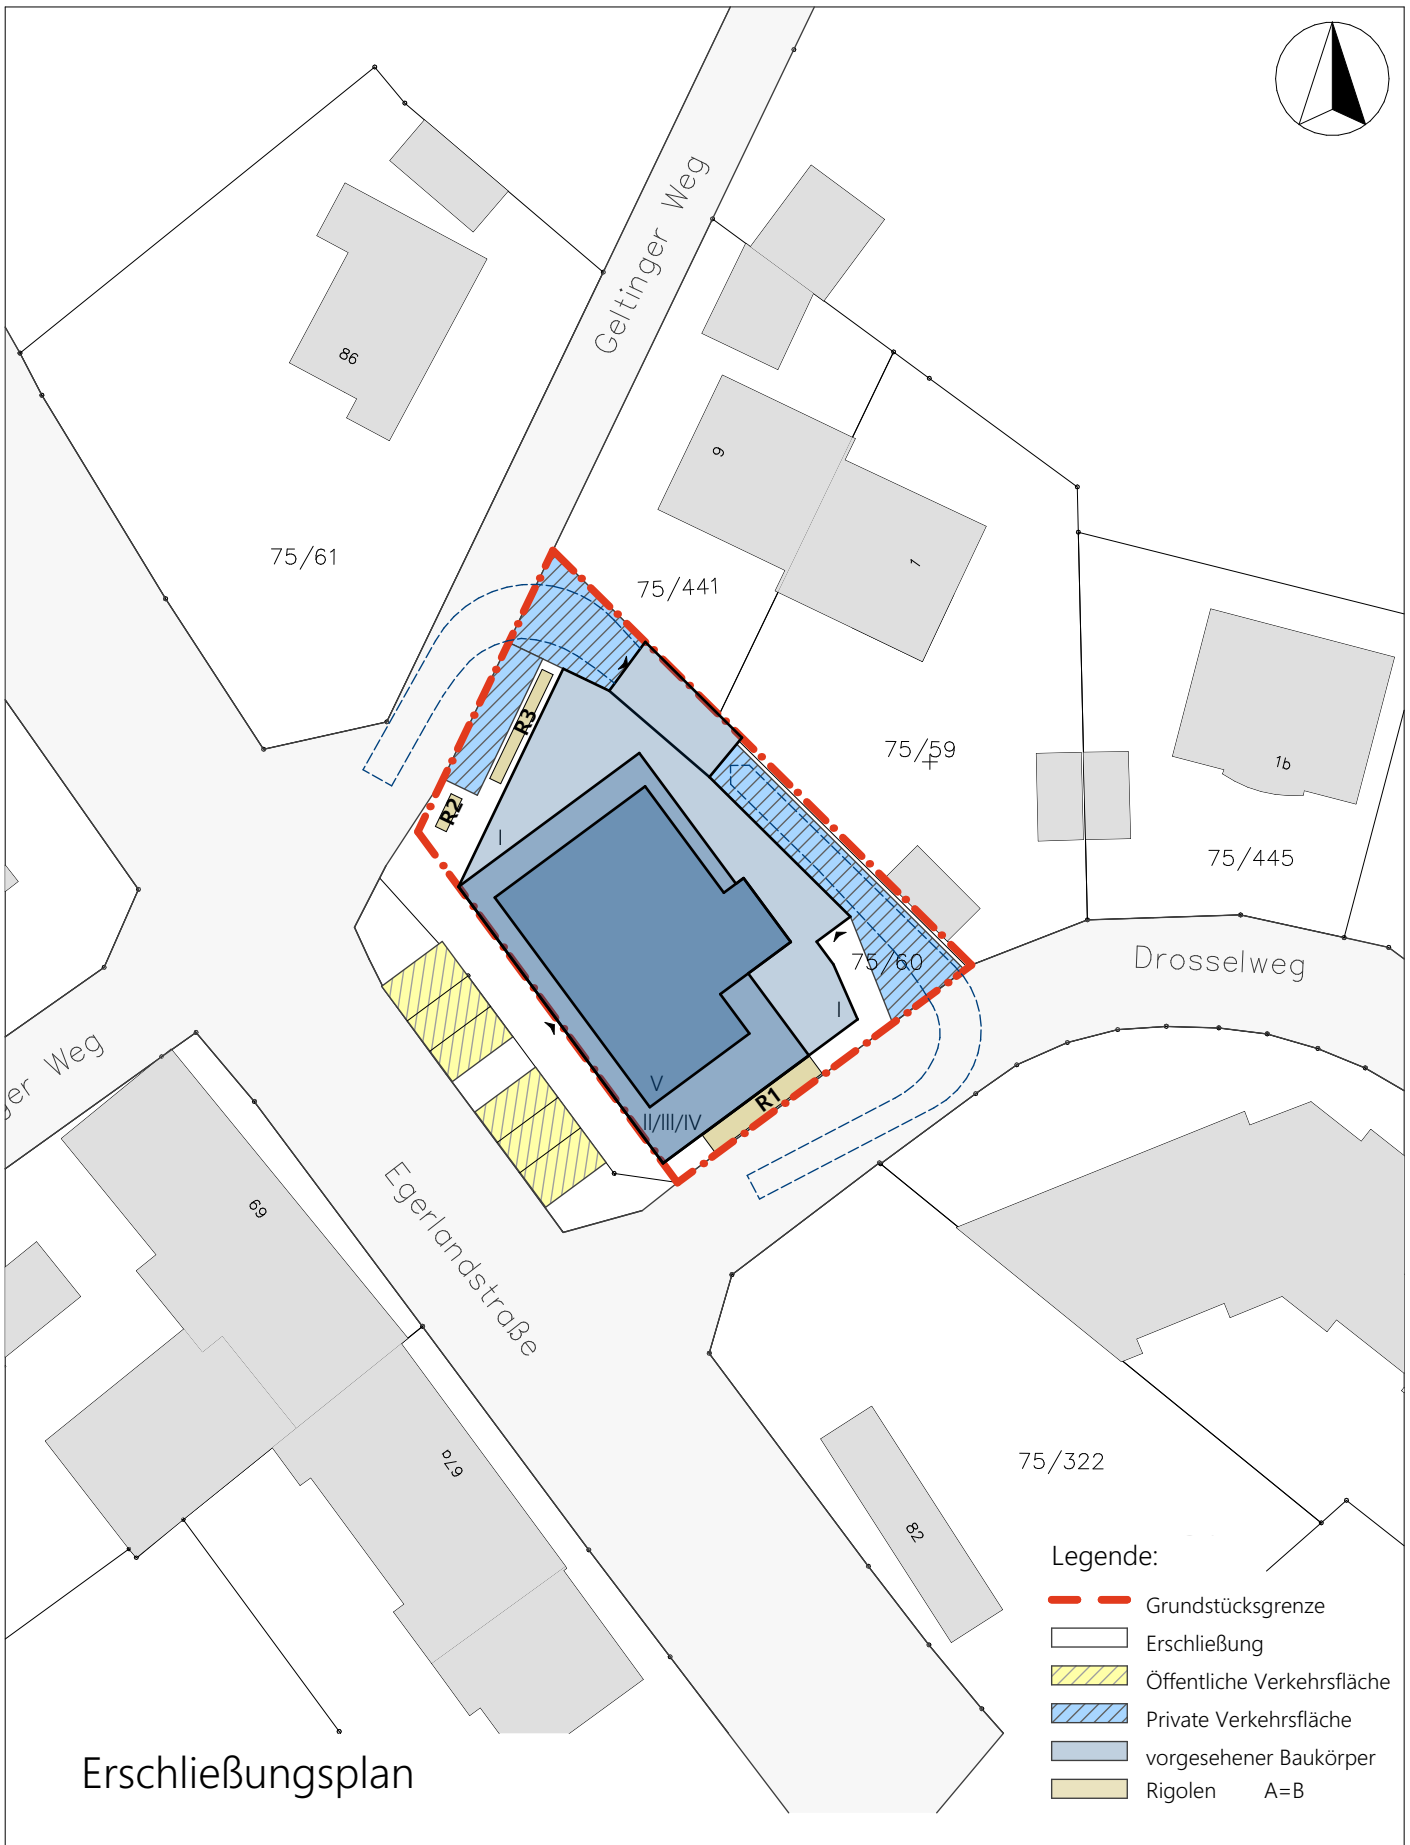 Geltinger Weg
86
9
1
75/61
75/441
75/59
1b
75/445
R3
R2
I
75/60
Drosselweg
I
ger Weg
V
R1
II/III/IV
Egerlandstraße
69
67a
75/322
82
Legende:
Grundstücksgrenze
Erschließung
Öffentliche Verkehrsfläche
Private Verkehrsfläche
vorgesehener Baukörper
Rigolen A=B
Erschließungsplan